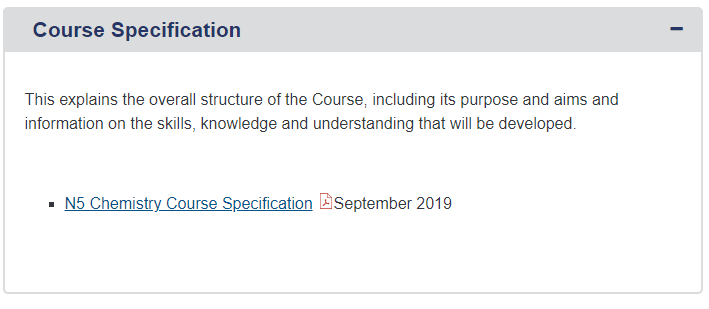 Course Specification
This explains the overall structure of the Course, including its purpose and aims and
information on the skills, knowledge and understanding that will be developed.
N5 Chemistry Course Specification September 2019